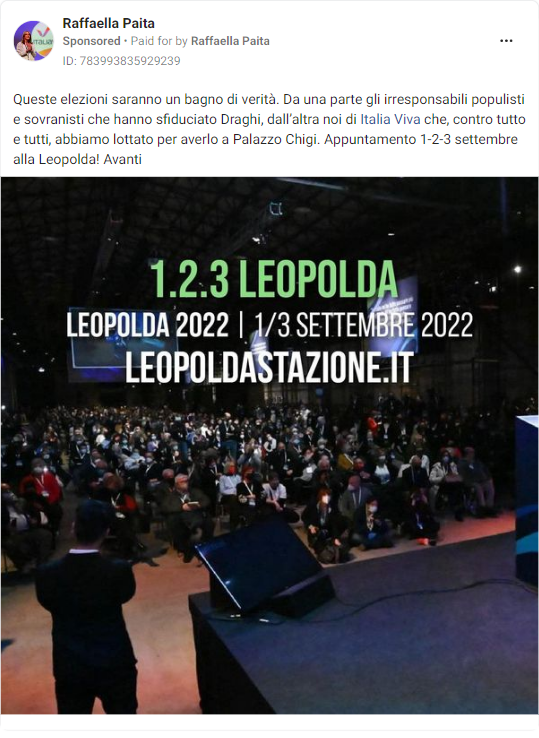 Raffaella Paita
Sponsored • Paid for by Raffaella Paita
ID: 783993835929239
Queste elezioni saranno un bagno di verità. Da una parte gli irresponsabili populisti
e sovranisti che hanno sfiduciato Draghi, dall'altra noi di Italia Viva che, contro tutto
e tutti, abbiamo lottato per averlo a Palazzo Chigi. Appuntamento 1-2-3 settembre
alla Leopolda! Avanti
1.2.3 LEOPOLDA
LEOPOLDA 2022 | 1/3 SETTEMBRE 2022
LEOPOLDASTAZIONE.IT